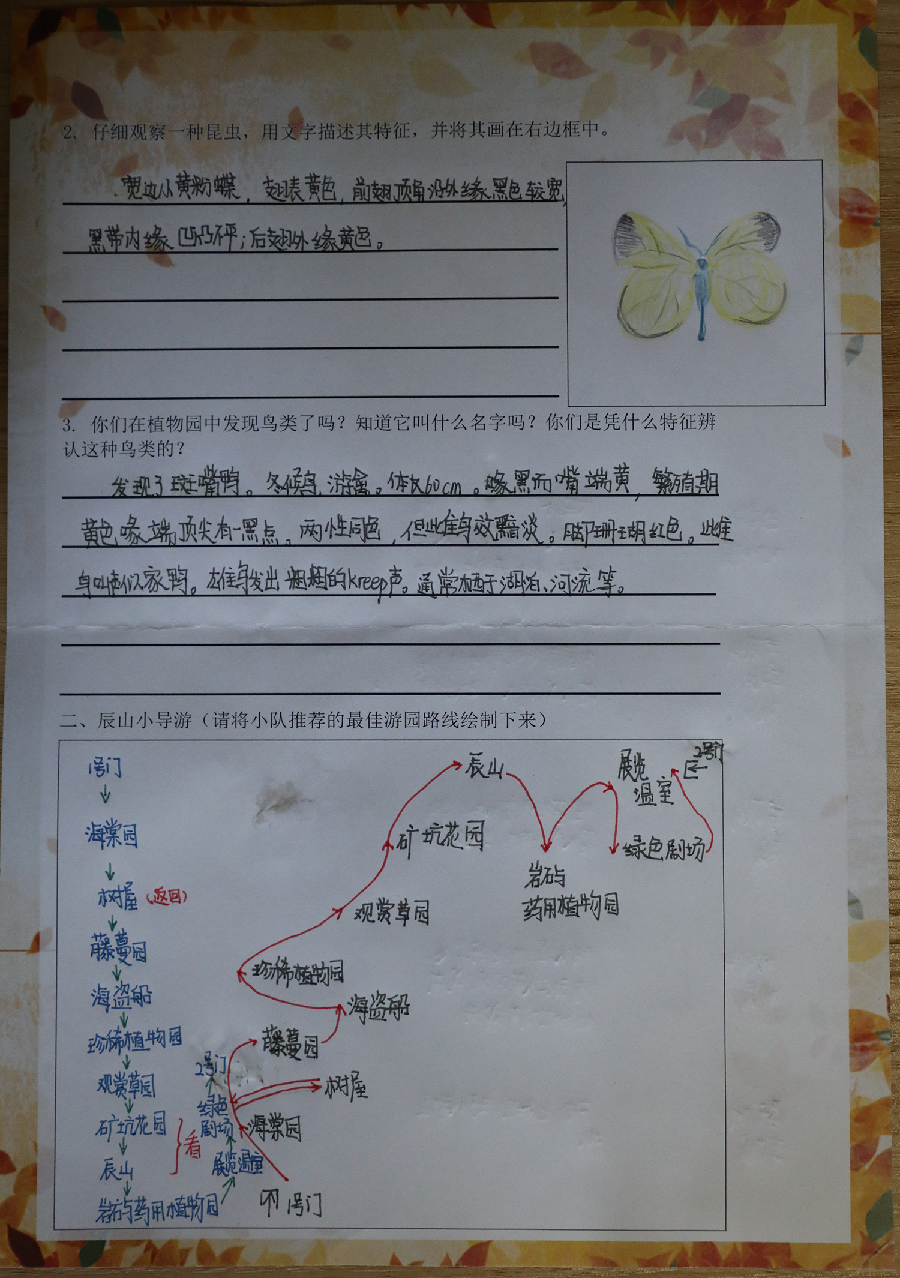 2. 仔细观察一种昆虫，用文字描述其特征，并将其画在右边框中。
宽边小黄粉蝶，翅表黄色，前翅顶角沿外缘黑色较宽，
黑带内缘凹凸不平；后翅外缘黄色。
3. 你们在植物园中发现鸟类了吗？知道它叫什么名字吗？你们是凭什么特征辨
认这种鸟类的？
发现了斑嘴鸭。冬候鸟，游禽。体长60cm。喙黑而嘴端黄，繁殖期
黄色喙端顶尖有一黑点。两性同色，但雌鸟较黯淡。脚珊瑚红色。雌
鸟叫声似家鸭。雄鸟发出粗粗的kreep声。通常栖于湖泊、河流等。
二、辰山小导游（请将小队推荐的最佳游园路线绘制下来）
1号门
海棠园
树屋（返回）
藤蔓园
海盗船
珍稀植物园
观赏草园
矿坑花园
辰山
岩石与药用植物园
看
展览温室
绿色
剧场
2号门
1号门
海棠园
树屋
藤蔓园
海盗船
珍稀植物园
观赏草园
矿坑花园
辰山
岩石与
药用植物园
展览
温室
绿色剧场
2号门